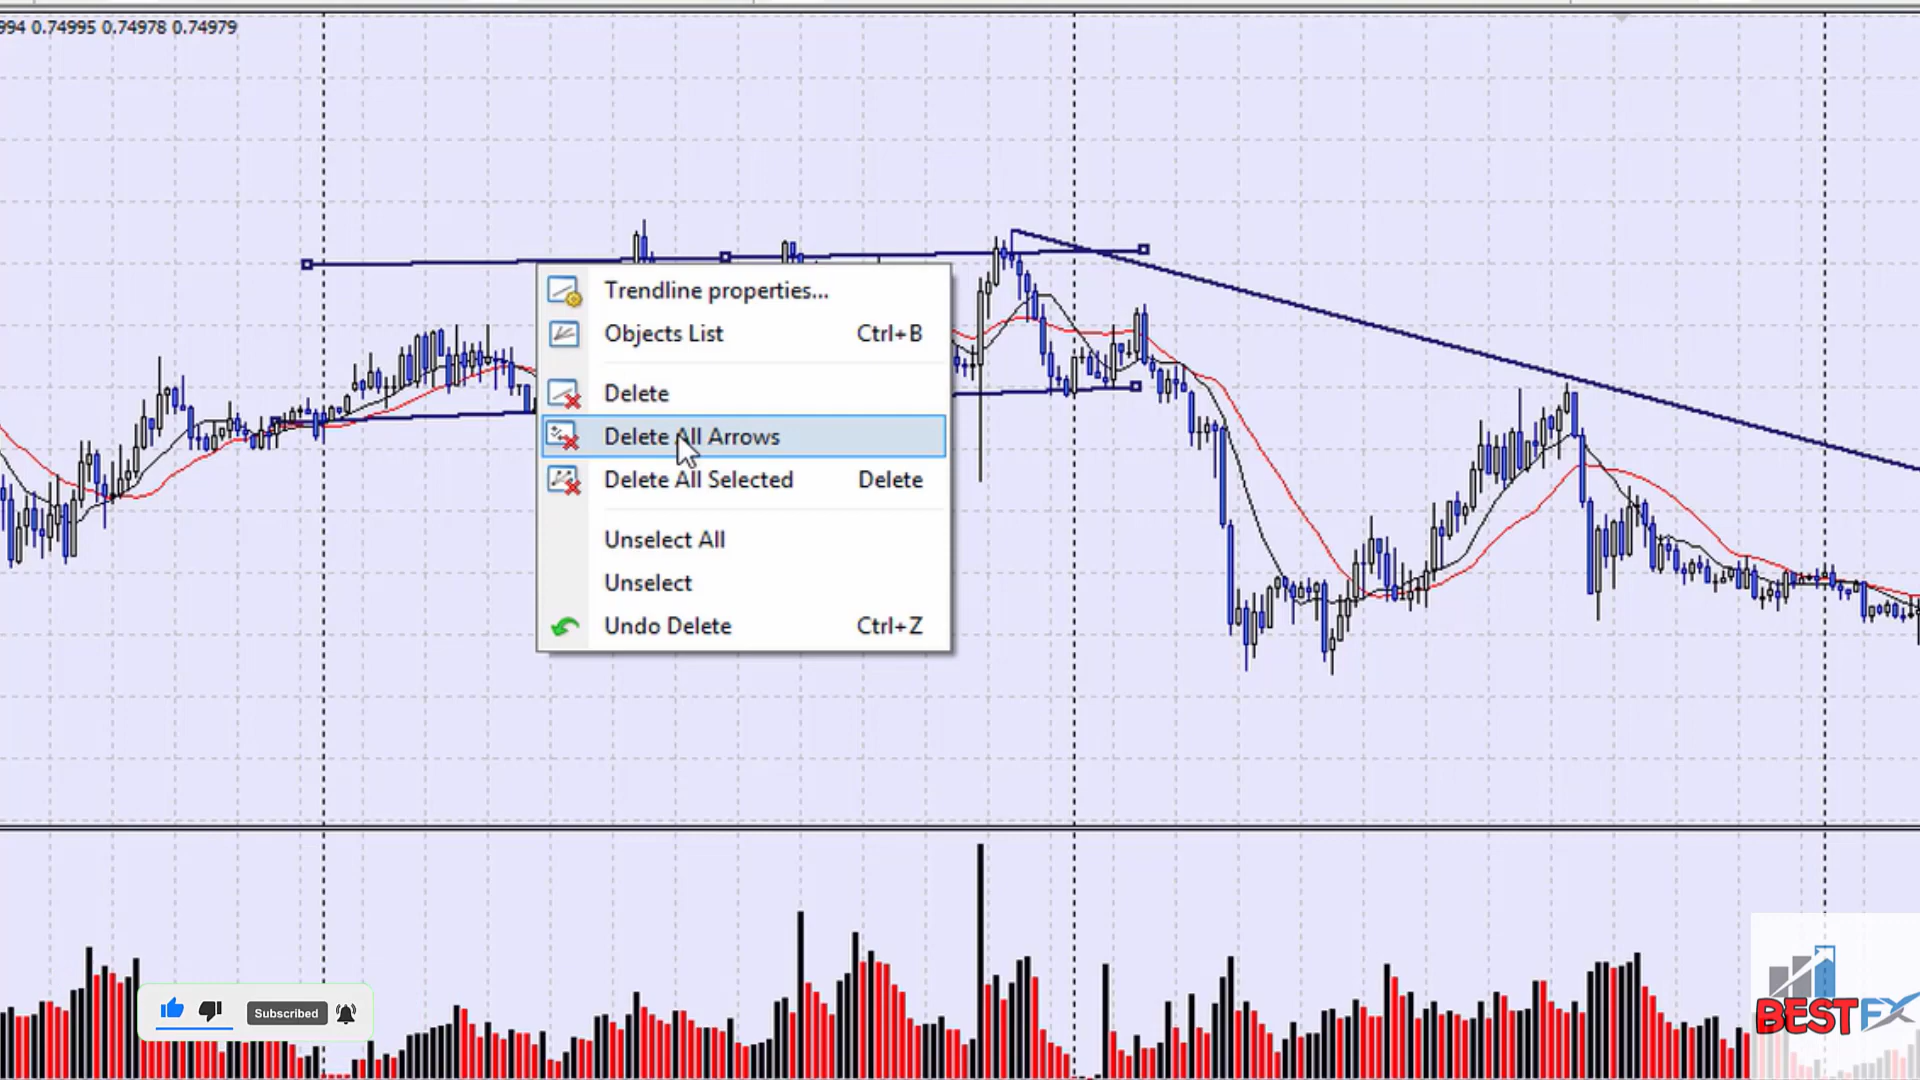 994 0.74995 0.74978 0.74979
Trendline properties...
Objects List Ctrl+B
Delete
Delete All Arrows
Delete All Selected Delete
Unselect All
Unselect
Undo Delete Ctrl+Z
Subscribed
BESTFX